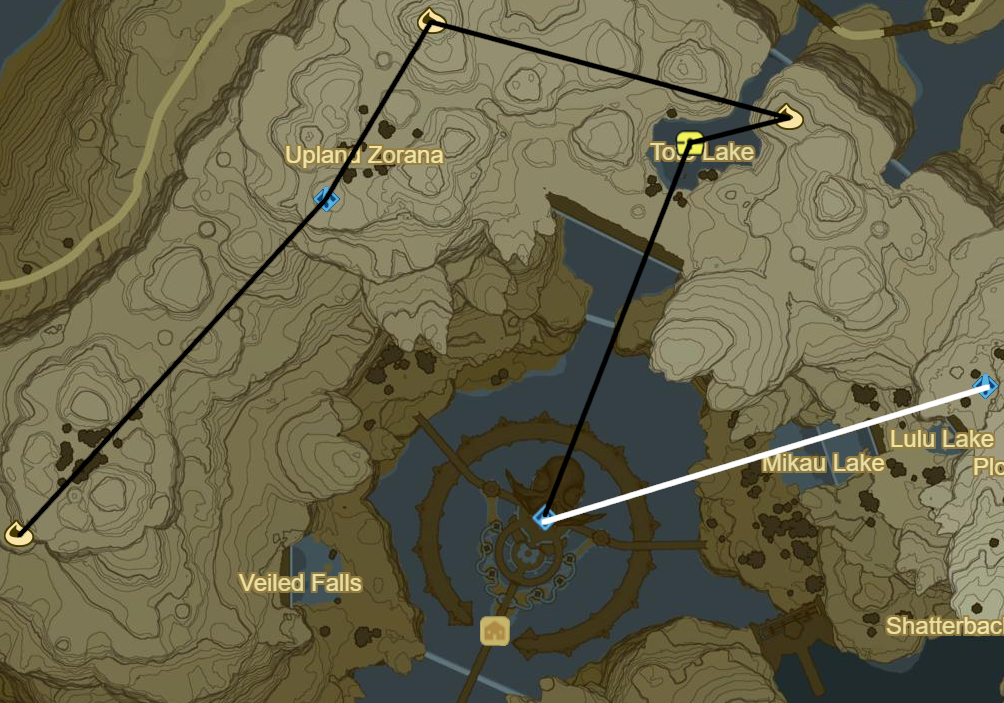 Upland Zorana
Lake
Lulu Lake
Mikau Lake
Veiled Falls